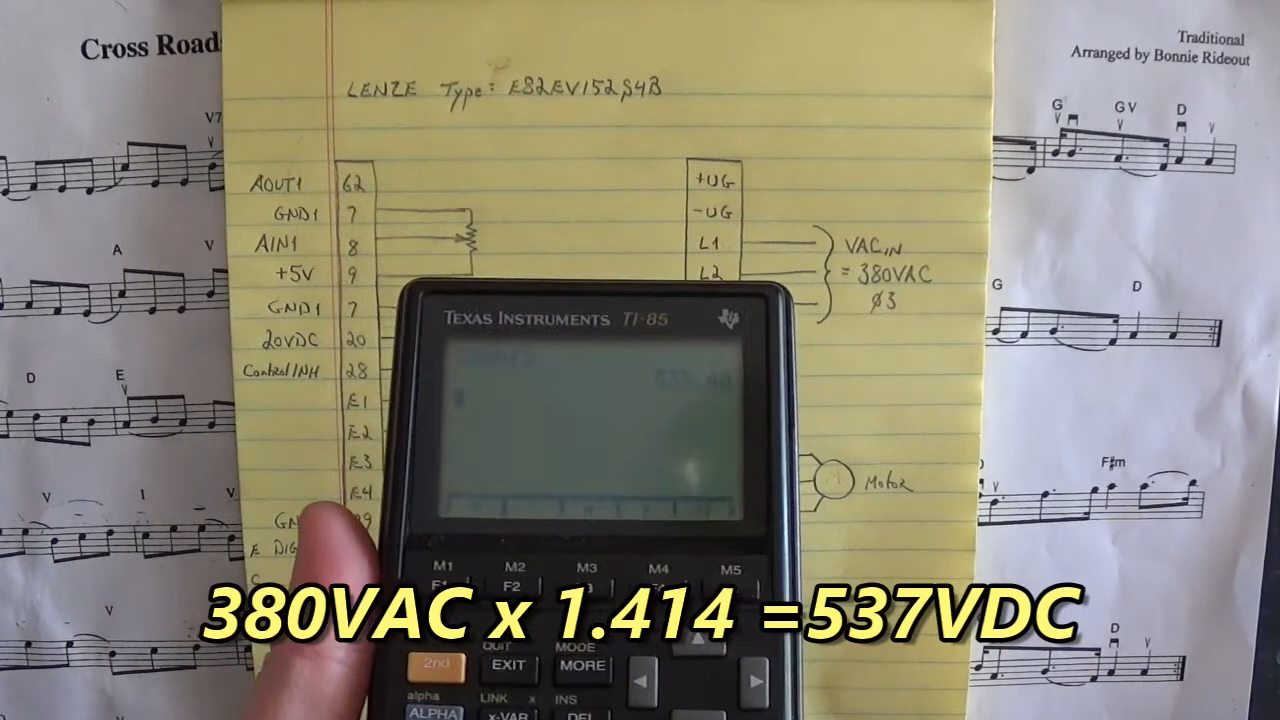 Cross Road
Traditional
Arranged by Bonnie Rideout
LENZE Type: E82EV152S4B
AOUT1 62
GND1 7
AIN1 8
+5V 9
GND1 7
20VDC 20
Control INH 28
E1
E2
E3
E4
+UG
-UG
L1
L2
VAC IN
= 380VAC
ø3
Motor
V7
G
GV
D
V
A
V
G
D
D
E
V
F#m
V
I
V
V
D
V
TEXAS INSTRUMENTS TI-85
M1 M2 M3 M4 M5
F1 F2
380VAC x 1.414 =537VDC
QUIT MODE
2nd EXIT MORE
alpha LINK x INS
ALPHA x-VAR DEL